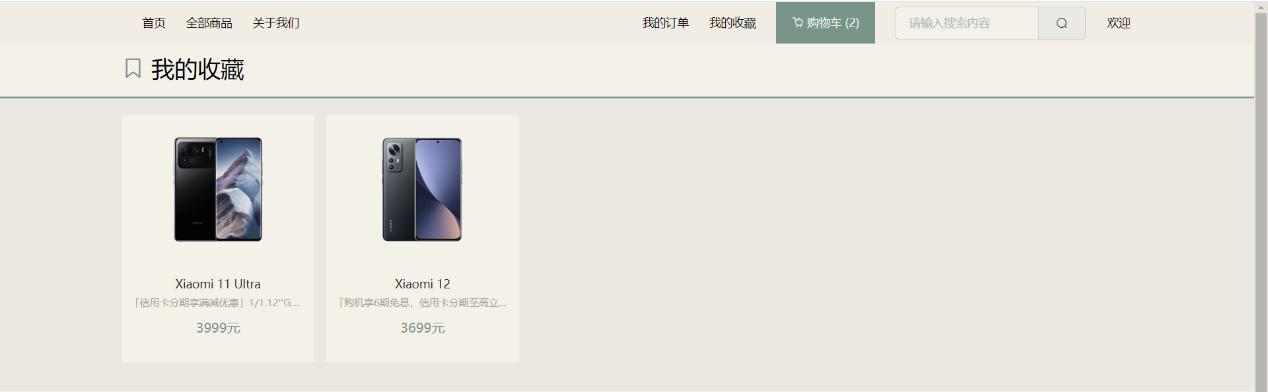 首页 全部商品 关于我们 我的订单 我的收藏 购物车 (2) 请输入搜索内容 欢迎
我的收藏
Xiaomi 11 Ultra
「信用卡分期享满减优惠」1/1.12"G...
3999元
Xiaomi 12
「购机享6期免息，信用卡分期至高立...
3699元